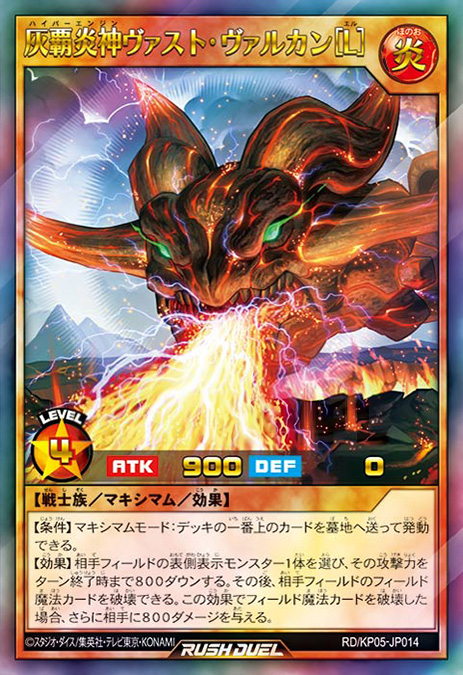 ハイパーエンジン エル
灰覇炎神ヴァスト・ヴァルカン[L]
ほのお
炎
LEVEL
4
ATK 900 DEF 0
【戦士族/マキシマム/効果】
【条件】マキシマムモード:デッキの一番上のカードを墓地へ送って発動
できる。
【効果】相手フィールドの表側表示モンスター1体を選び、その攻撃力を
ターン終了時まで800ダウンする。その後、相手フィールドのフィールド
魔法カードを破壊できる。この効果でフィールド魔法カードを破壊した
場合、さらに相手に800ダメージを与える。
©スタジオ・ダイス/集英社・テレビ東京・KONAMI
RUSH DUEL
RD/KP05-JP014